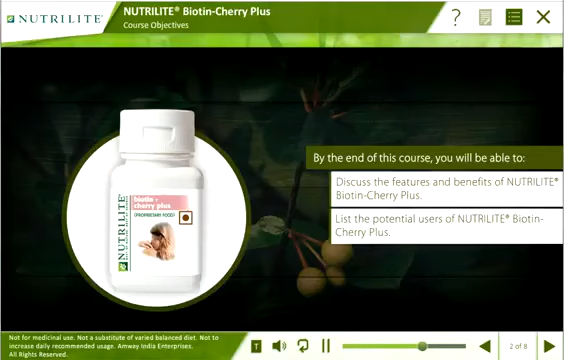 NUTRILITE®
NUTRILITE® Biotin-Cherry Plus
Course Objectives
?
By the end of this course, you will be able to:
Discuss the features and benefits of NUTRILITE®
Biotin-Cherry Plus.
List the potential users of NUTRILITE® Biotin-
Cherry Plus.
NUTRILITE
biotin +
cherry plus
(PROPRIETARY FOOD)
Not for medicinal use. Not a substitute of varied balanced diet. Not to
increase daily recommended usage. Amway India Enterprises.
All Rights Reserved.
T
2 of 8